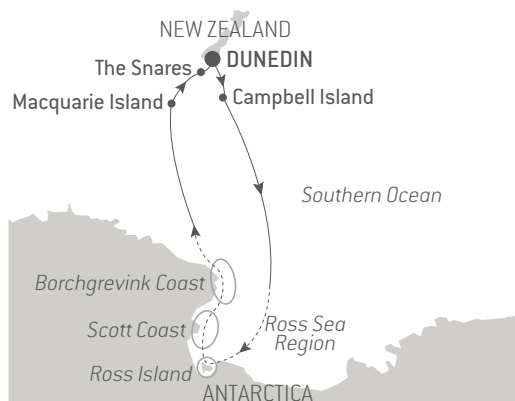 NEW ZEALAND
DUNEDIN
The Snares
Macquarie Island
Campbell Island
Southern Ocean
Borchgrevink Coast
Scott Coast
Ross Sea
Region
Ross Island
ANTARCTICA